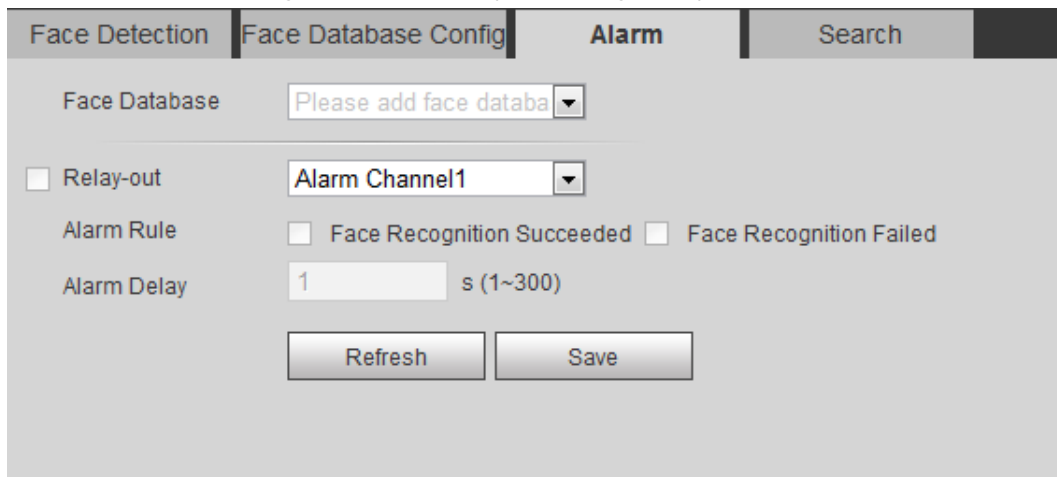 Face Detection Face Database Config Alarm Search
Face Database Please add face databa
Relay-out Alarm Channel1
Alarm Rule Face Recognition Succeeded Face Recognition Failed
Alarm Delay 1 s (1~300)
Refresh Save